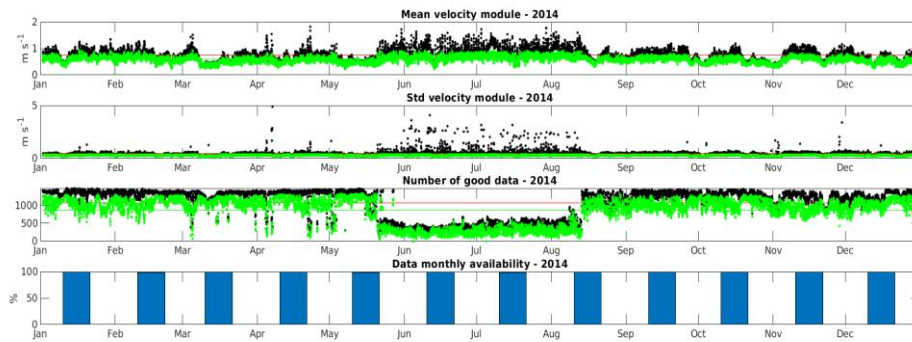 Mean velocity module - 2014
2
1
0
m s⁻¹
Jan Feb Mar Apr May Jun Jul Aug Sep Oct Nov Dec
Std velocity module - 2014
5
0
m s⁻¹
Jan Feb Mar Apr May Jun Jul Aug Sep Oct Nov Dec
Number of good data - 2014
1000
500
0
Jan Feb Mar Apr May Jun Jul Aug Sep Oct Nov Dec
Data monthly availability - 2014
100
50
0
%
Jan Feb Mar Apr May Jun Jul Aug Sep Oct Nov Dec